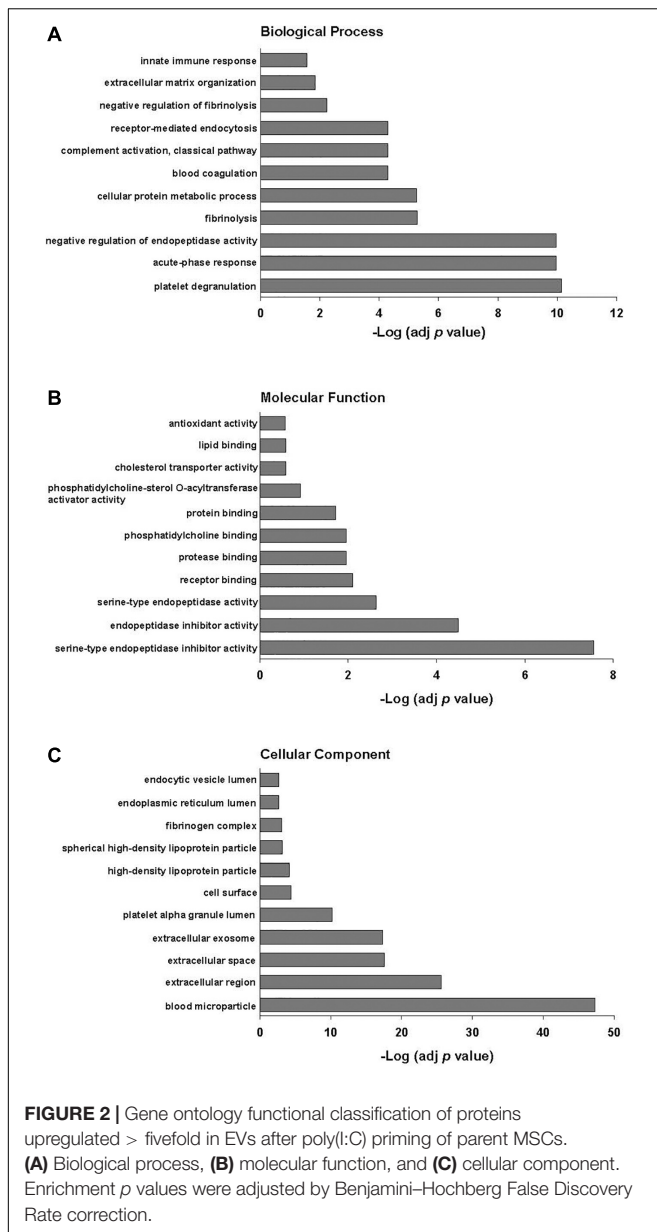 A
Biological Process
innate immune response
extracellular matrix organization
negative regulation of fibrinolysis
receptor-mediated endocytosis
complement activation, classical pathway
blood coagulation
cellular protein metabolic process
fibrinolysis
negative regulation of endopeptidase activity
acute-phase response
platelet degranulation
0 2 4 6 8 10 12
-Log (adj p value)
B
Molecular Function
antioxidant activity
lipid binding
cholesterol transporter activity
phosphatidylcholine-sterol O-acyltransferase
activator activity
protein binding
phosphatidylcholine binding
protease binding
receptor binding
serine-type endopeptidase activity
endopeptidase inhibitor activity
serine-type endopeptidase inhibitor activity
0 2 4 6 8
-Log (adj p value)
C
Cellular Component
endocytic vesicle lumen
endoplasmic reticulum lumen
fibrinogen complex
spherical high-density lipoprotein particle
high-density lipoprotein particle
cell surface
platelet alpha granule lumen
extracellular exosome
extracellular space
extracellular region
blood microparticle
0 10 20 30 40 50
-Log (adj p value)
FIGURE 2 | Gene ontology functional classification of proteins
upregulated > fivefold in EVs after poly(I:C) priming of parent MSCs.
(A) Biological process, (B) molecular function, and (C) cellular component.
Enrichment p values were adjusted by Benjamini–Hochberg False Discovery
Rate correction.